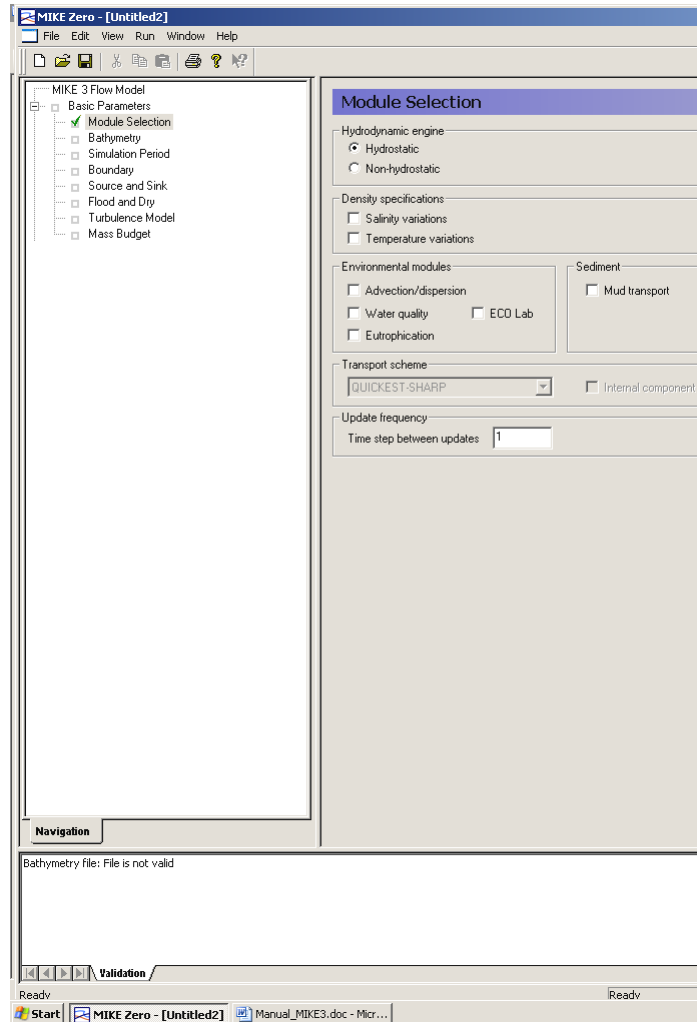 MIKE Zero - [Untitled2]
File Edit View Run Window Help
MIKE 3 Flow Model
Basic Parameters
Module Selection
Bathymetry
Simulation Period
Boundary
Source and Sink
Flood and Dry
Turbulence Model
Mass Budget
Navigation
Module Selection
Hydrodynamic engine
Hydrostatic
Non-hydrostatic
Density specifications
Salinity variations
Temperature variations
Environmental modules
Advection/dispersion
Water quality ECO Lab
Eutrophication
Sediment
Mud transport
Transport scheme
QUICKEST-SHARP Internal component
Update frequency
Time step between updates 1
Bathymetry file: File is not valid
Validation
Ready Ready
Start MIKE Zero - [Untitled2] Manual_MIKE3.doc - Micr...